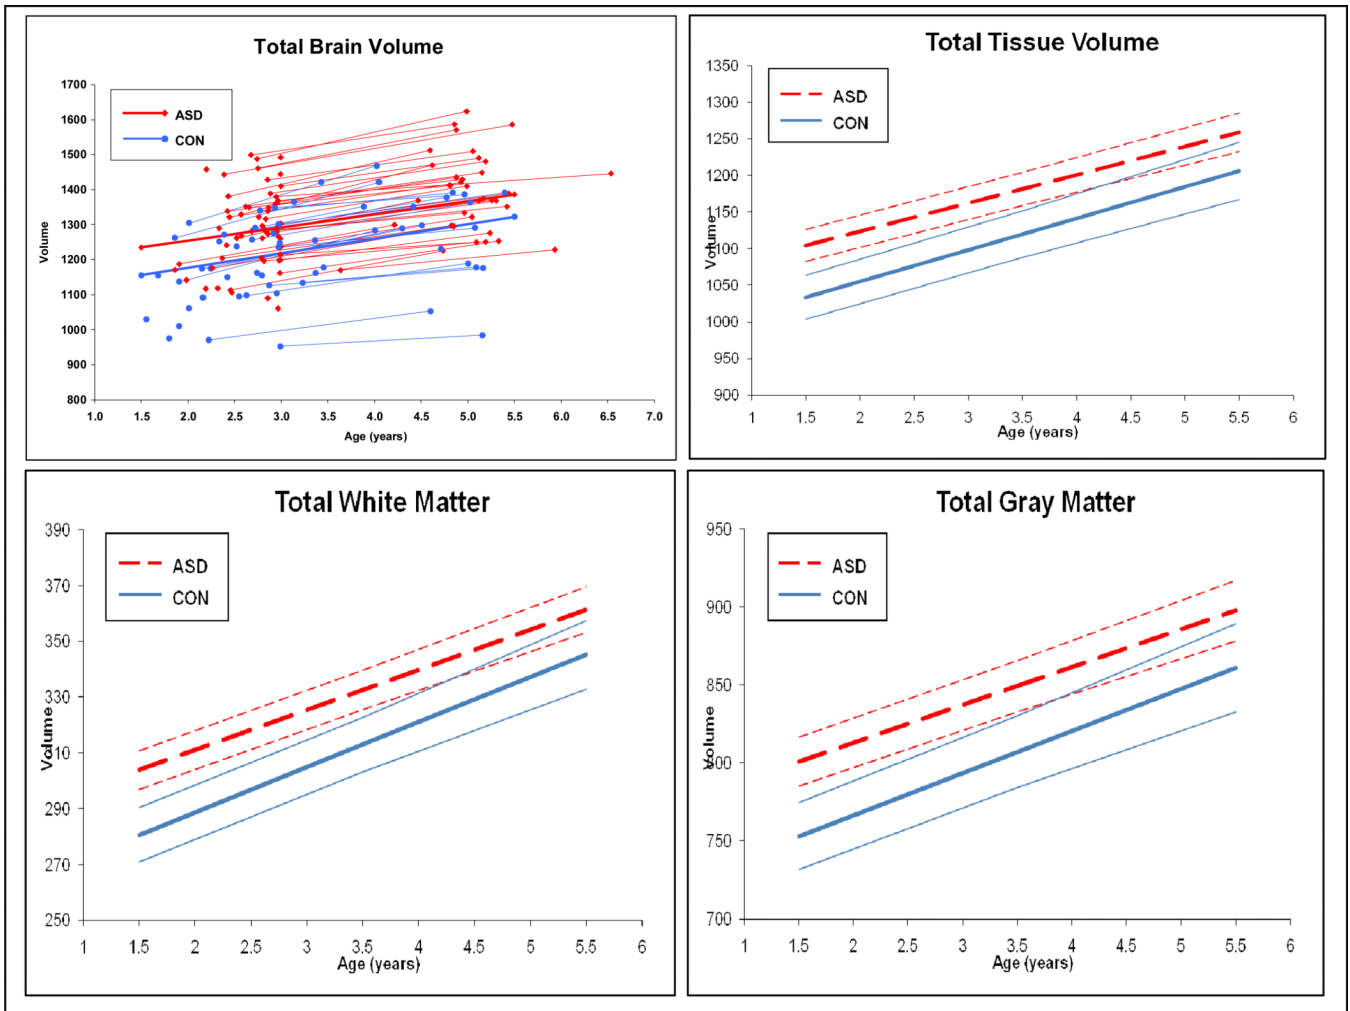 Total Brain Volume
1700
1600
1500
1400
1300
1200
1100
1000
900
800
Volume
ASD
CON
1.0 1.5 2.0 2.5 3.0 3.5 4.0 4.5 5.0 5.5 6.0 6.5 7.0
Age (years)
Total Tissue Volume
1350
1300
1250
1200
1150
1100
1050
1000
950
900
Volume
ASD
CON
1 1.5 2 2.5 3 3.5 4 4.5 5 5.5 6
Age (years)
Total White Matter
390
370
350
330
310
290
270
250
Volume
ASD
CON
1 1.5 2 2.5 3 3.5 4 4.5 5 5.5 6
Age (years)
Total Gray Matter
950
900
850
800
750
700
Volume
ASD
CON
1 1.5 2 2.5 3 3.5 4 4.5 5 5.5 6
Age (years)